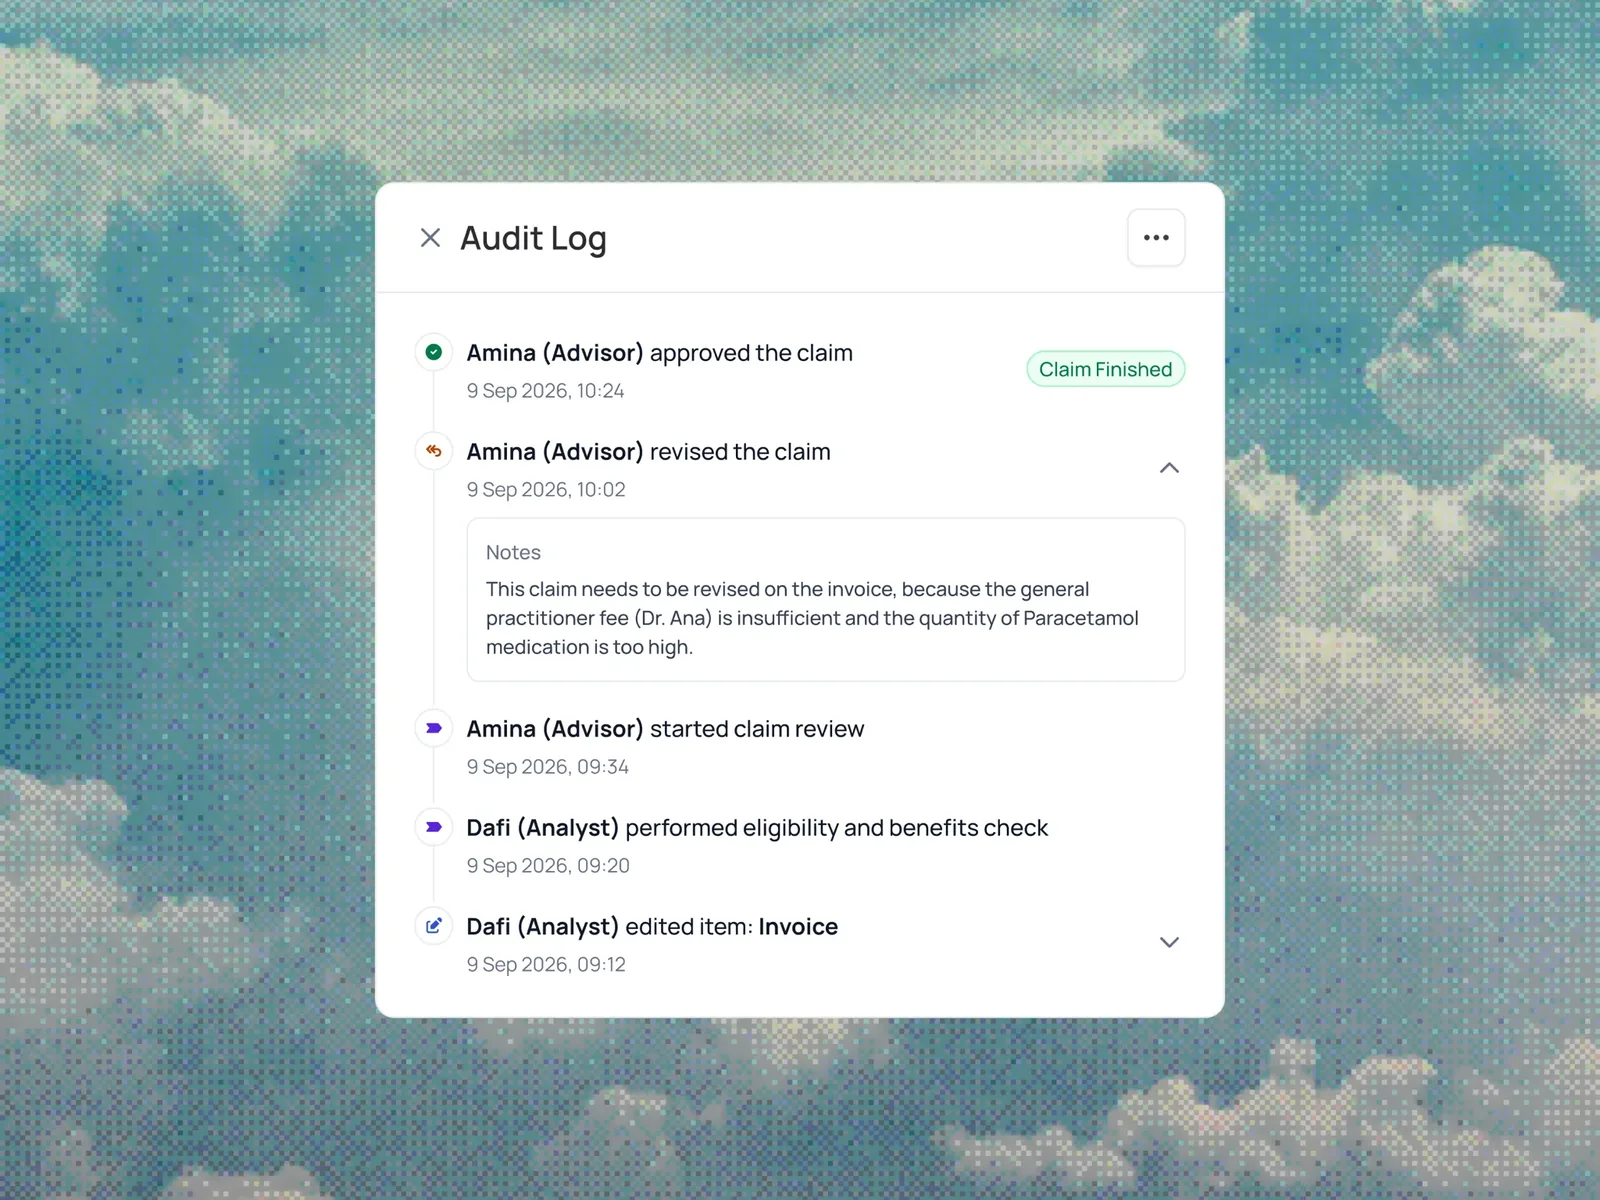 Audit Log
Amina (Advisor) approved the claim
9 Sep 2026, 10:24
Claim Finished
Amina (Advisor) revised the claim
9 Sep 2026, 10:02
Notes
This claim needs to be revised on the invoice, because the general
practitioner fee (Dr. Ana) is insufficient and the quantity of Paracetamol
medication is too high.
Amina (Advisor) started claim review
9 Sep 2026, 09:34
Dafi (Analyst) performed eligibility and benefits check
9 Sep 2026, 09:20
Dafi (Analyst) edited item: Invoice
9 Sep 2026, 09:12